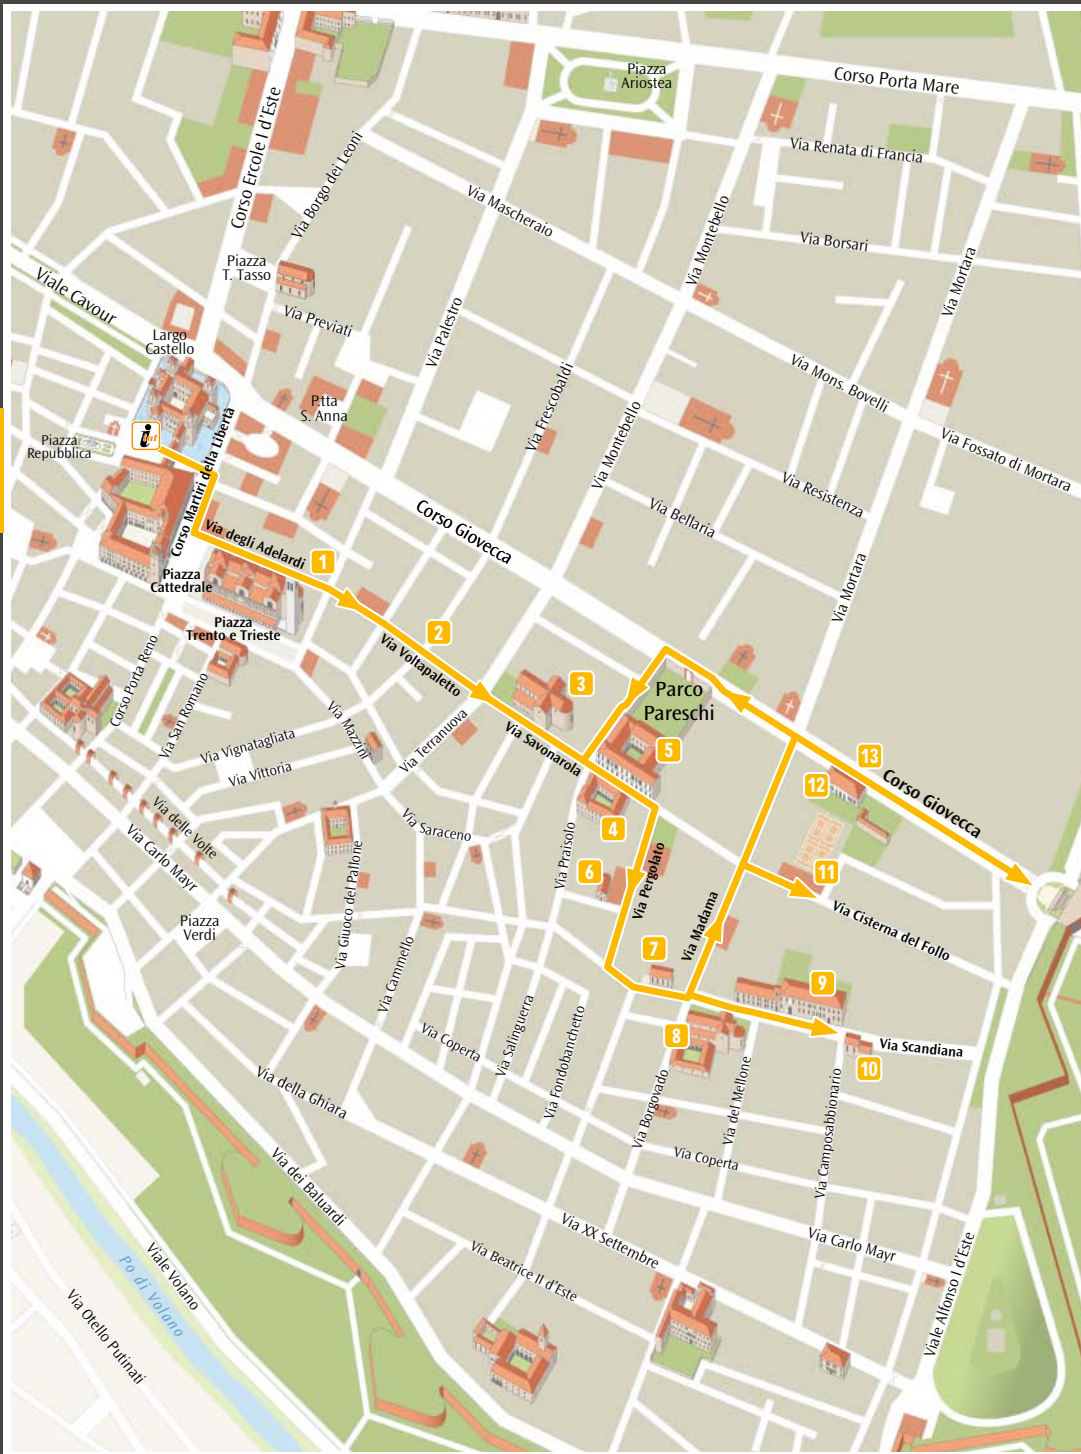 Piazza
Ariostea
Corso Porta Mare
Corso Ercole I d'Este
Via Borgo dei Leoni
Via Renata di Francia
Via Mascheraio
Via Montebello
Via Borsari
Via Mortara
Piazza
T. Tasso
Viale Cavour
Via Previati
Via Palestro
Largo
Castello
Via Mons. Bovelli
P.tta
S. Anna
Via Frescobaldi
Via Montebello
i
Piazza
Repubblica
Corso Martiri della Libertà
Via Fossato di Mortara
Via Resistenza
Via Bellaria
Corso Giovecca
Via degli Adelardi
1
Via Mortara
Piazza
Cattedrale
Piazza
Trento e Trieste
2
Via Voltapaletto
Corso Porta Reno
Via San Romano
3
Parco
Pareschi
Via Mazzini
Via Terranuova
Via Savonarola
5
Via Vignatagliata
Via Vittoria
13
12
Corso Giovecca
Via delle Volte
Via Carlo Mayr
Via Saraceno
4
Via Praisolo
Via Pergolato
6
11
Via Giuoco del Pallone
Piazza
Verdi
Via Madama
Via Cisterna del Follo
Via Cammello
7
9
Via Salinguerra
Via Coperta
Via Fondobanchetto
8
Via Scandiana
10
Via della Ghiara
Via Borgovado
Via del Mellone
Via Camposabbionario
Via Coperta
Via dei Baluardi
Via XX Settembre
Via Carlo Mayr
Via Beatrice II d'Este
Viale Alfonso I d'Este
Viale Volano
Po di Volano
Via Otello Putinati